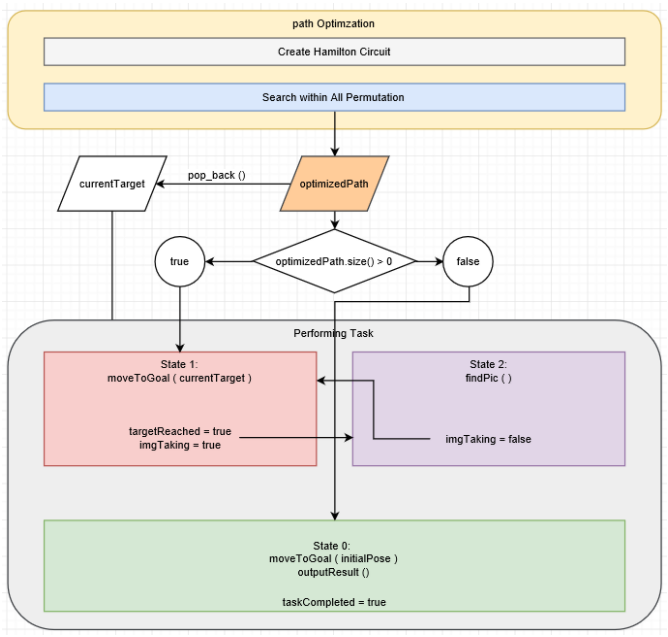 path Optimzation
Create Hamilton Circuit
Search within All Permutation
currentTarget
pop_back ()
optimizedPath
true
optimizedPath.size() > 0
false
Performing Task
State 1:
moveToGoal ( currentTarget )
targetReached = true
imgTaking = true
State 2:
findPic ( )
imgTaking = false
State 0:
moveToGoal ( initialPose )
outputResult ()
taskCompleted = true